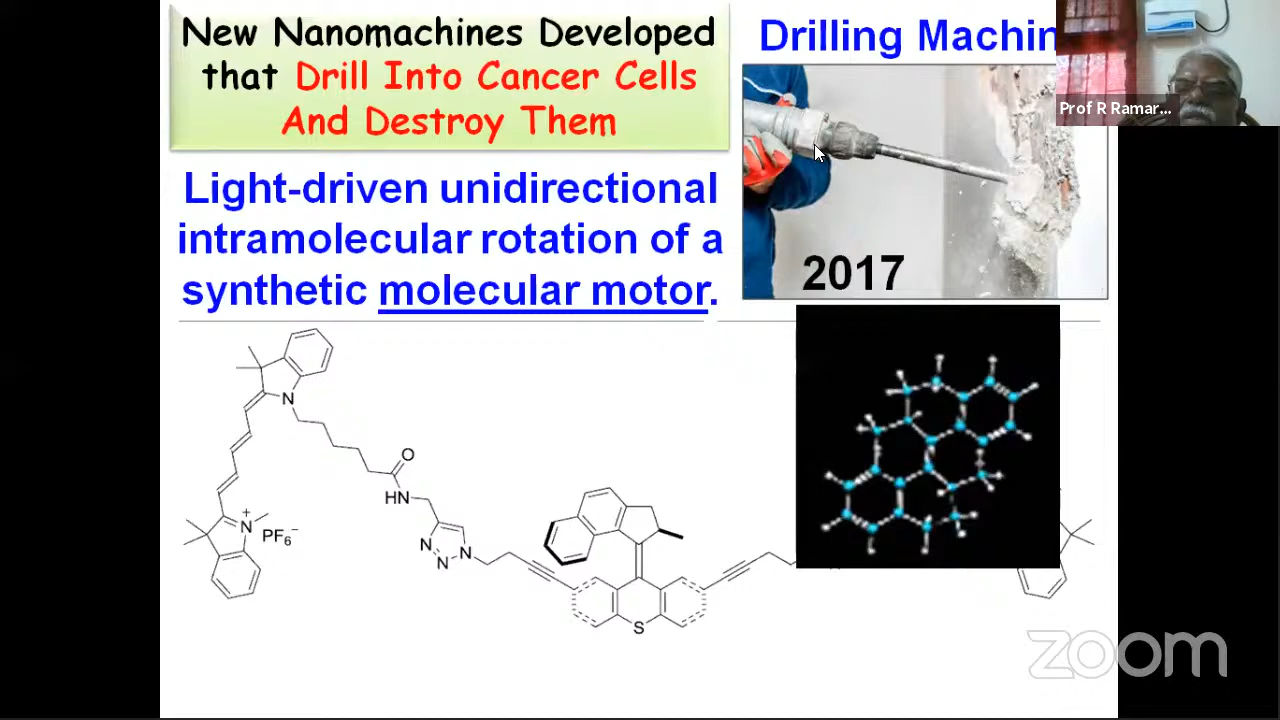 New Nanomachines Developed
that Drill Into Cancer Cells
And Destroy Them
Drilling Machin
Prof R Ramar...
Light-driven unidirectional
intramolecular rotation of a
synthetic molecular motor.
2017
N
O
HN
+
N
PF6−
N
N
N
S
zoom